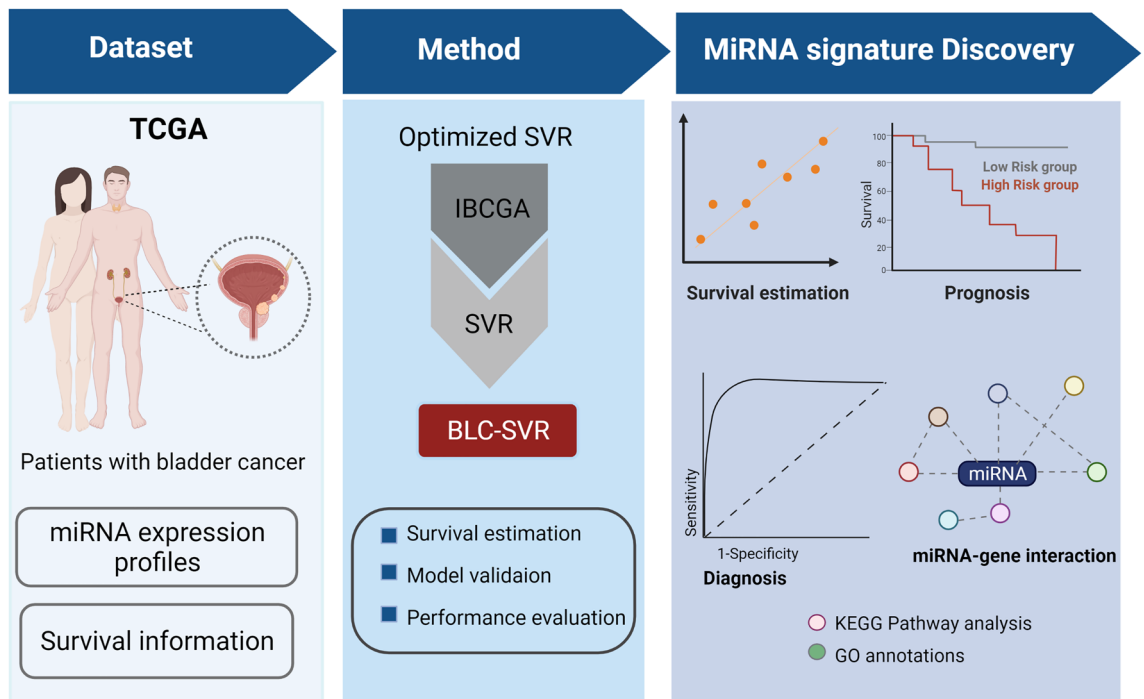 Dataset
Method
MiRNA signature Discovery
TCGA
Patients with bladder cancer
miRNA expression
profiles
Survival information
Optimized SVR
IBCGA
SVR
BLC-SVR
Survival estimation
Model validaion
Performance evaluation
Survival estimation
Survival
100
80
60
40
20
0
Low Risk group
High Risk group
Prognosis
Sensitivity
1-Specificity
Diagnosis
miRNA
miRNA-gene interaction
KEGG Pathway analysis
GO annotations